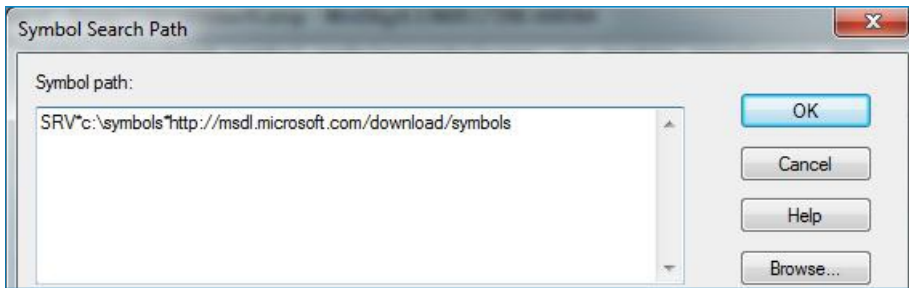 Symbol Search Path
Symbol path:
SRV*c:\symbols*http://msdl.microsoft.com/download/symbols
OK
Cancel
Help
Browse...